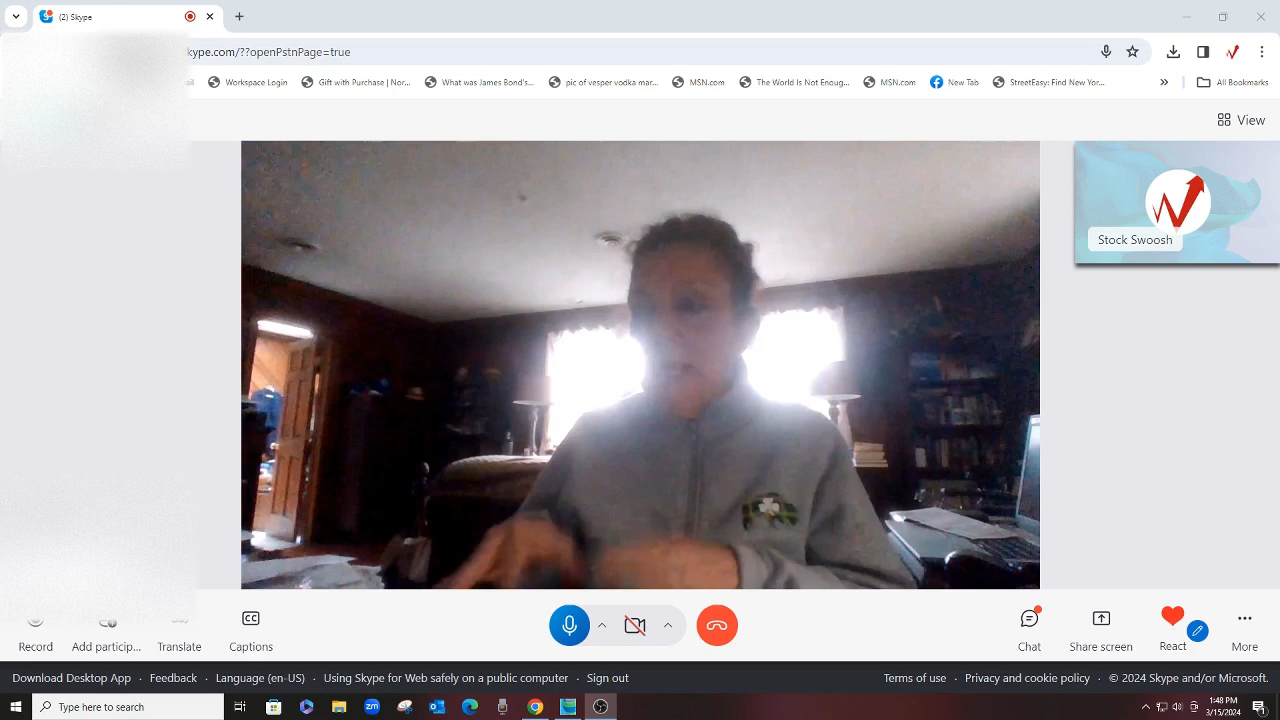 (2) Skype
kype.com/??openPstnPage=true
ail Workspace Login Gift with Purchase | Nor... What was James Bond's... pic of vesper vodka mar... MSN.com The World Is Not Enoug... MSN.com New Tab StreetEasy: Find New Yor... » All Bookmarks
View
Stock Swoosh
CC
Record Add particip... Translate Captions Chat Share screen React More
Download Desktop App · Feedback · Language (en-US) · Using Skype for Web safely on a public computer · Sign out Terms of use · Privacy and cookie policy · © 2024 Skype and/or Microsoft.
Type here to search zm 1:48 PM
3/15/2024